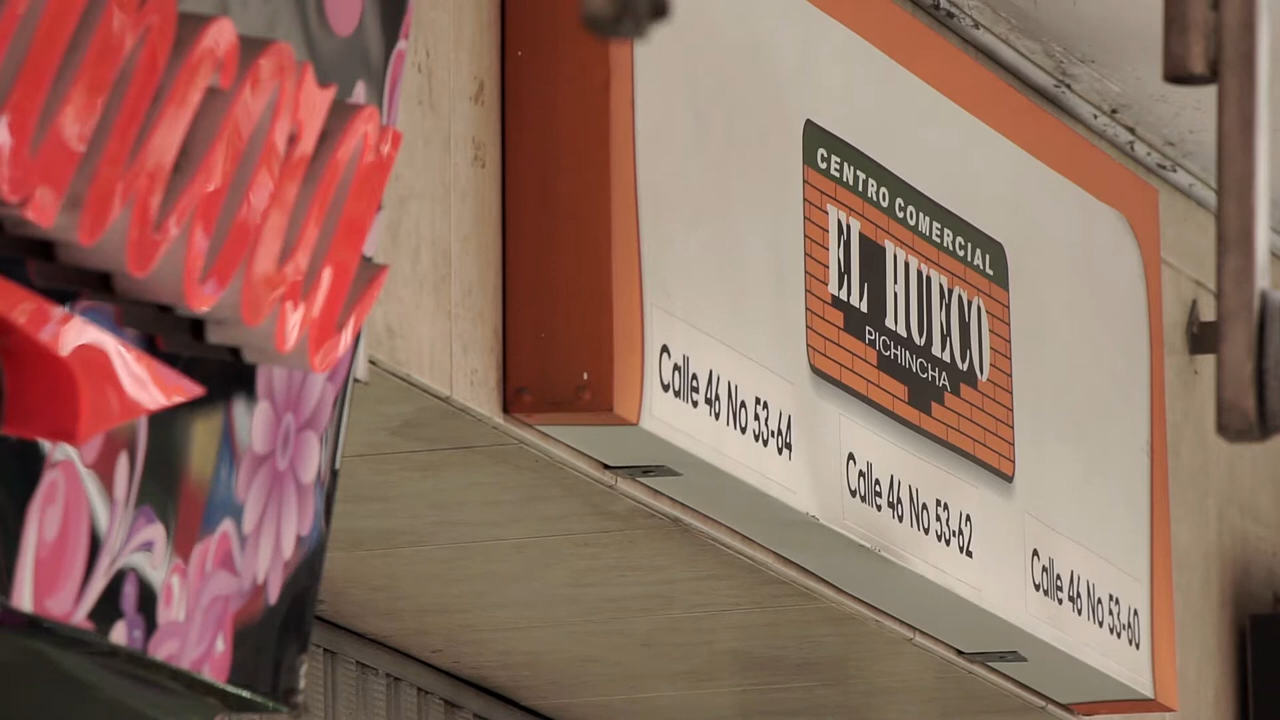 CENTRO COMERCIAL
EL HUECO
PICHINCHA
Calle 46 No 53-64
Calle 46 No 53-62
Calle 46 No 53-60